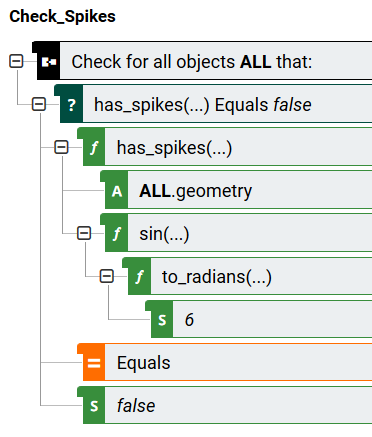 Check_Spikes
Check for all objects ALL that:
? has_spikes(...) Equals false
f has_spikes(...)
A ALL.geometry
f sin(...)
f to_radians(...)
S 6
= Equals
S false